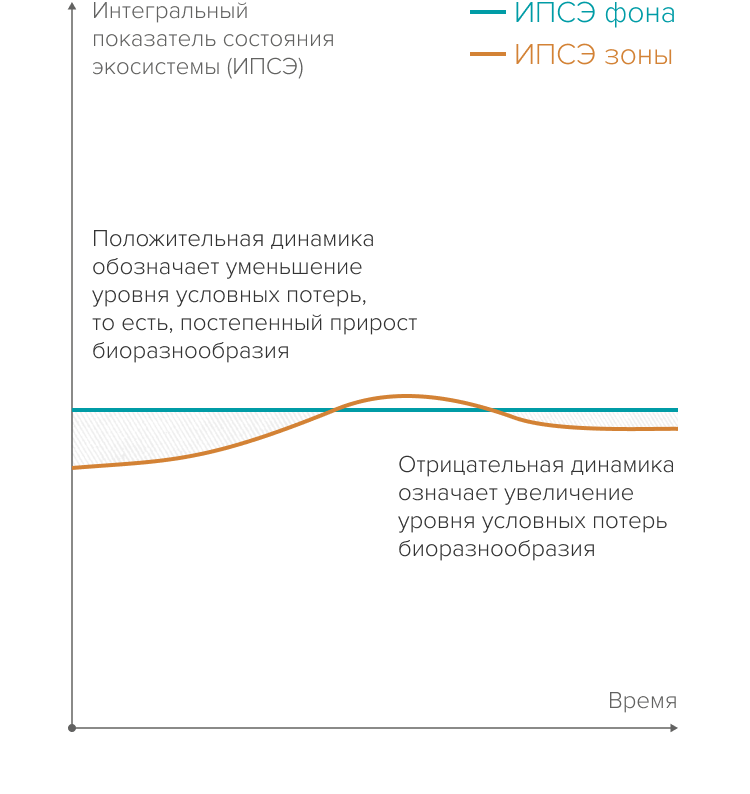 Интегральный
показатель состояния
экосистемы (ИПСЭ)
ИПСЭ фона
ИПСЭ зоны
Положительная динамика
обозначает уменьшение
уровня условных потерь,
то есть, постепенный прирост
биоразнообразия
Отрицательная динамика
означает увеличение
уровня условных потерь
биоразнообразия
Время